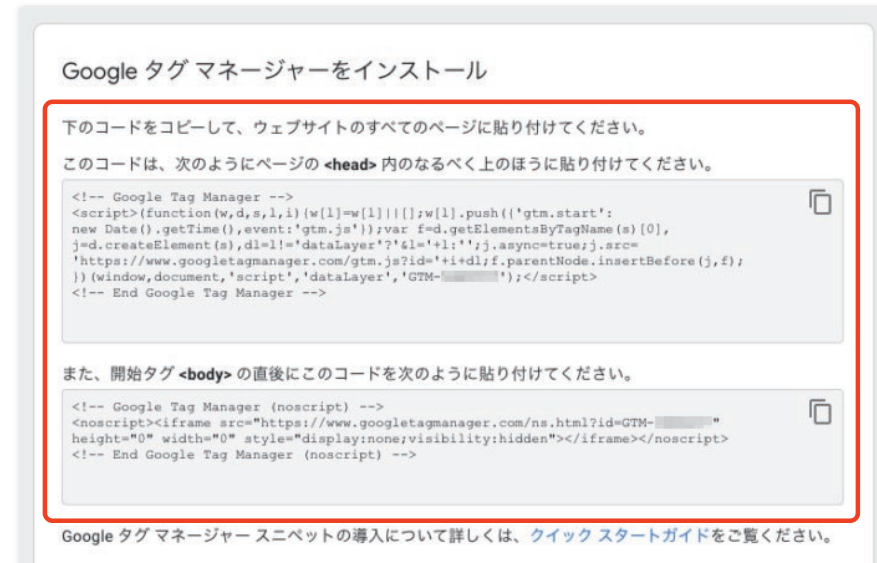 Google タグ マネージャーをインストール
下のコードをコピーして、ウェブサイトのすべてのページに貼り付けてください。
このコードは、次のようにページの <head> 内のなるべく上のほうに貼り付けてください。
<!-- Google Tag Manager -->
<script>(function(w,d,s,l,i){w[l]=w[l]||[];w[l].push({'gtm.start':
new Date().getTime(),event:'gtm.js'});var f=d.getElementsByTagName(s)[0],
j=d.createElement(s),dl=l!='dataLayer'?'&l='+l:'';j.async=true;j.src=
'https://www.googletagmanager.com/gtm.js?id='+i+dl;f.parentNode.insertBefore(j,f);
})(window,document,'script','dataLayer','GTM-');</script>
<!-- End Google Tag Manager -->
また、開始タグ <body> の直後にこのコードを次のように貼り付けてください。
<!-- Google Tag Manager (noscript) -->
<noscript><iframe src="https://www.googletagmanager.com/ns.html?id=GTM-"
height="0" width="0" style="display:none;visibility:hidden"></iframe></noscript>
<!-- End Google Tag Manager (noscript) -->
Google タグ マネージャー スニペットの導入について詳しくは、クイック スタートガイドをご覧ください。